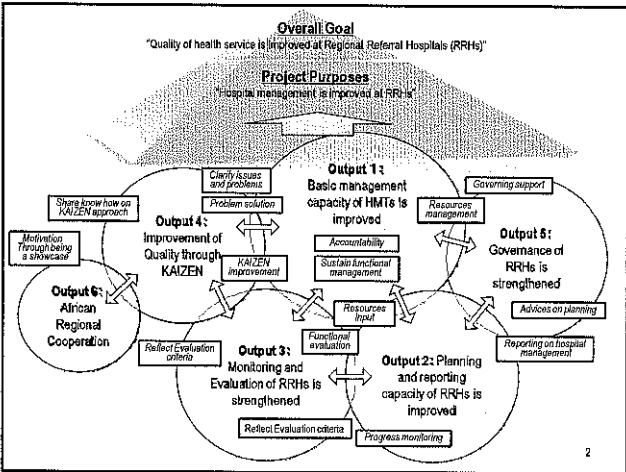 Overall Goal
"Quality of health service is improved at Regional Referral Hospitals (RRHs)"
Project Purposes
"Hospital management is improved at RRHs"
Clarify issues
and problems
Problem solution
Output 1:
Basic management
capacity of HMTs is
improved
Accountability
Sustain functional
management
Governing support
Resources
management
Output 5:
Governance of
RRHs is
strengthened
Advices on planning
Reporting on hospital
management
Share know how on
KAIZEN approach
Output 4:
Improvement of
Quality through
KAIZEN
KAIZEN
improvement
Motivation
Through being
a showcase
Output 6:
African
Regional
Cooperation
Resources
Input
Functional
evaluation
Reflect Evaluation
criteria
Output 3:
Monitoring and
Evaluation of RRHs is
strengthened
Reflect Evaluation criteria
Output 2: Planning
and reporting
capacity of RRHs is
improved
Progress monitoring
2